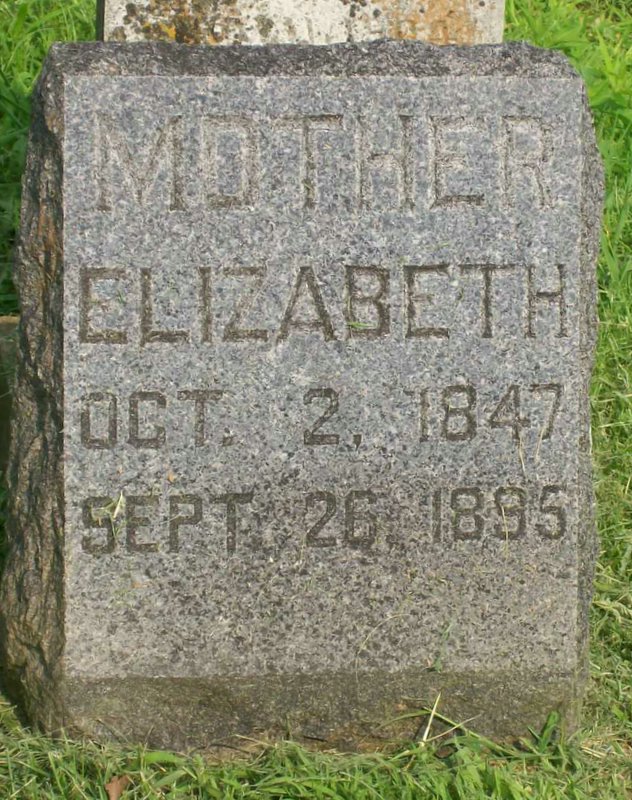 MOTHER
ELIZABETH
OCT. 2, 1847
SEPT. 26, 1895